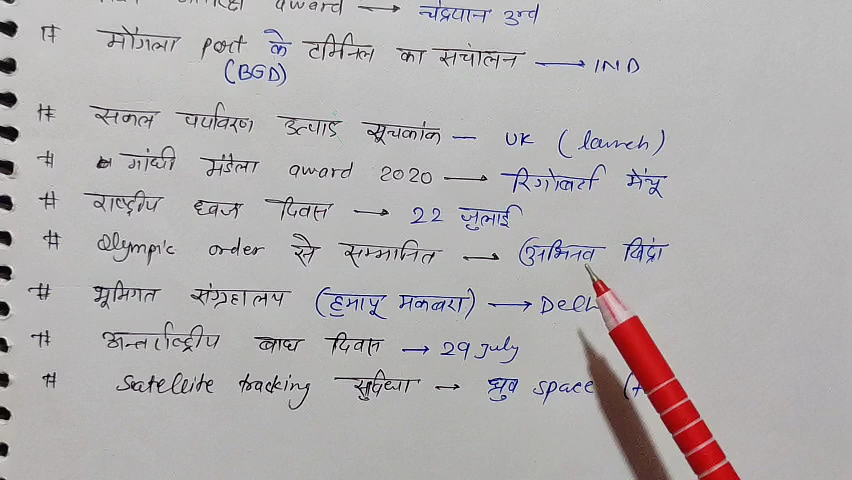 award → चंद्रयान 3rd
# मोंगला port के टर्मिनल का संचालन → IND
(BGD)
# सकल पर्यावरण उत्पाद सूचकांक — UK (launch)
# गांधी मंडेला award 2020 → रिगोबर्टा मेंचू
# राष्ट्रीय ध्वज दिवस → 22 जुलाई
# Olympic order से सम्मानित → अभिनव बिंद्रा
# भूमिगत संग्रहालय (हुमायू मकबरा) → Delh
# अन्तर्राष्ट्रीय बाघ दिवस → 29 July
# Satellite tracking सुविधा → ध्रुव space